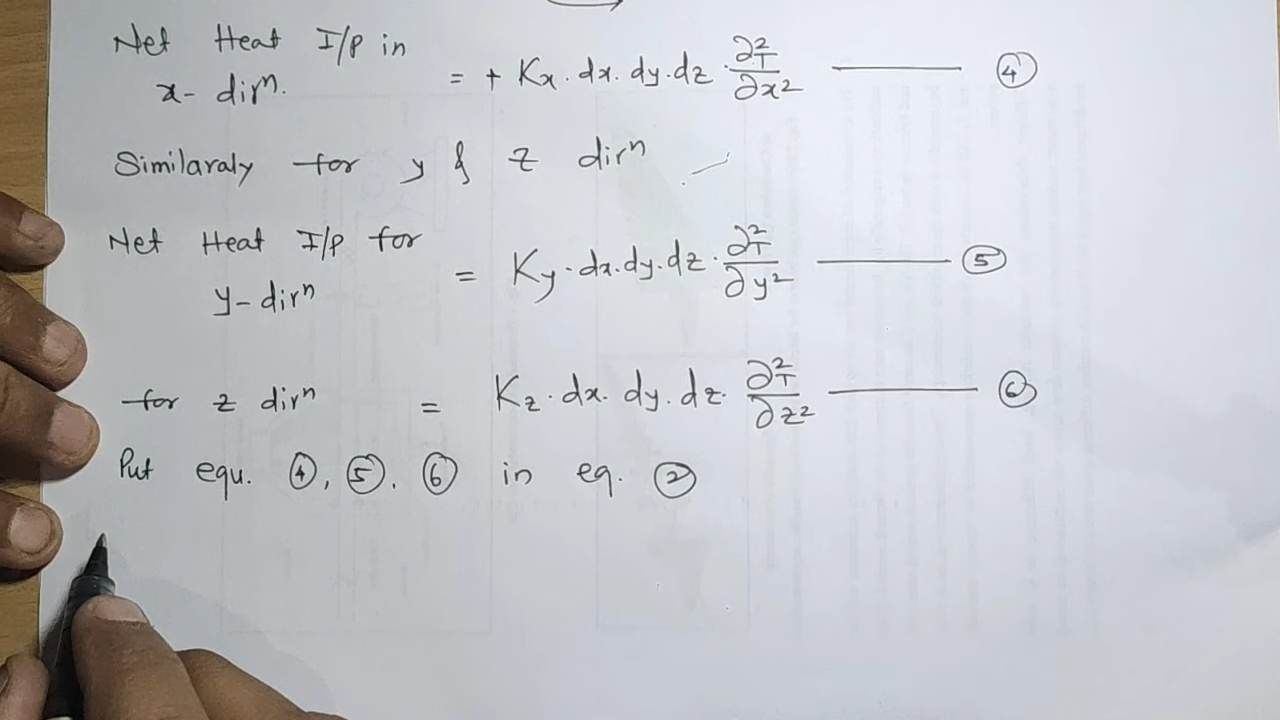 Net Heat I/P in
x- dirⁿ. = + Kx. dx. dy. dz . ∂²T/∂x² ——— ④
Similaraly for y & z dirⁿ
Net Heat I/P for
y- dirⁿ = Ky. dx. dy. dz . ∂²T/∂y² ——— ⑤
for z dirⁿ = Kz. dx. dy. dz. ∂²T/∂z² ——— ⑥
Put equ. ④, ⑤. ⑥ in eq. ②